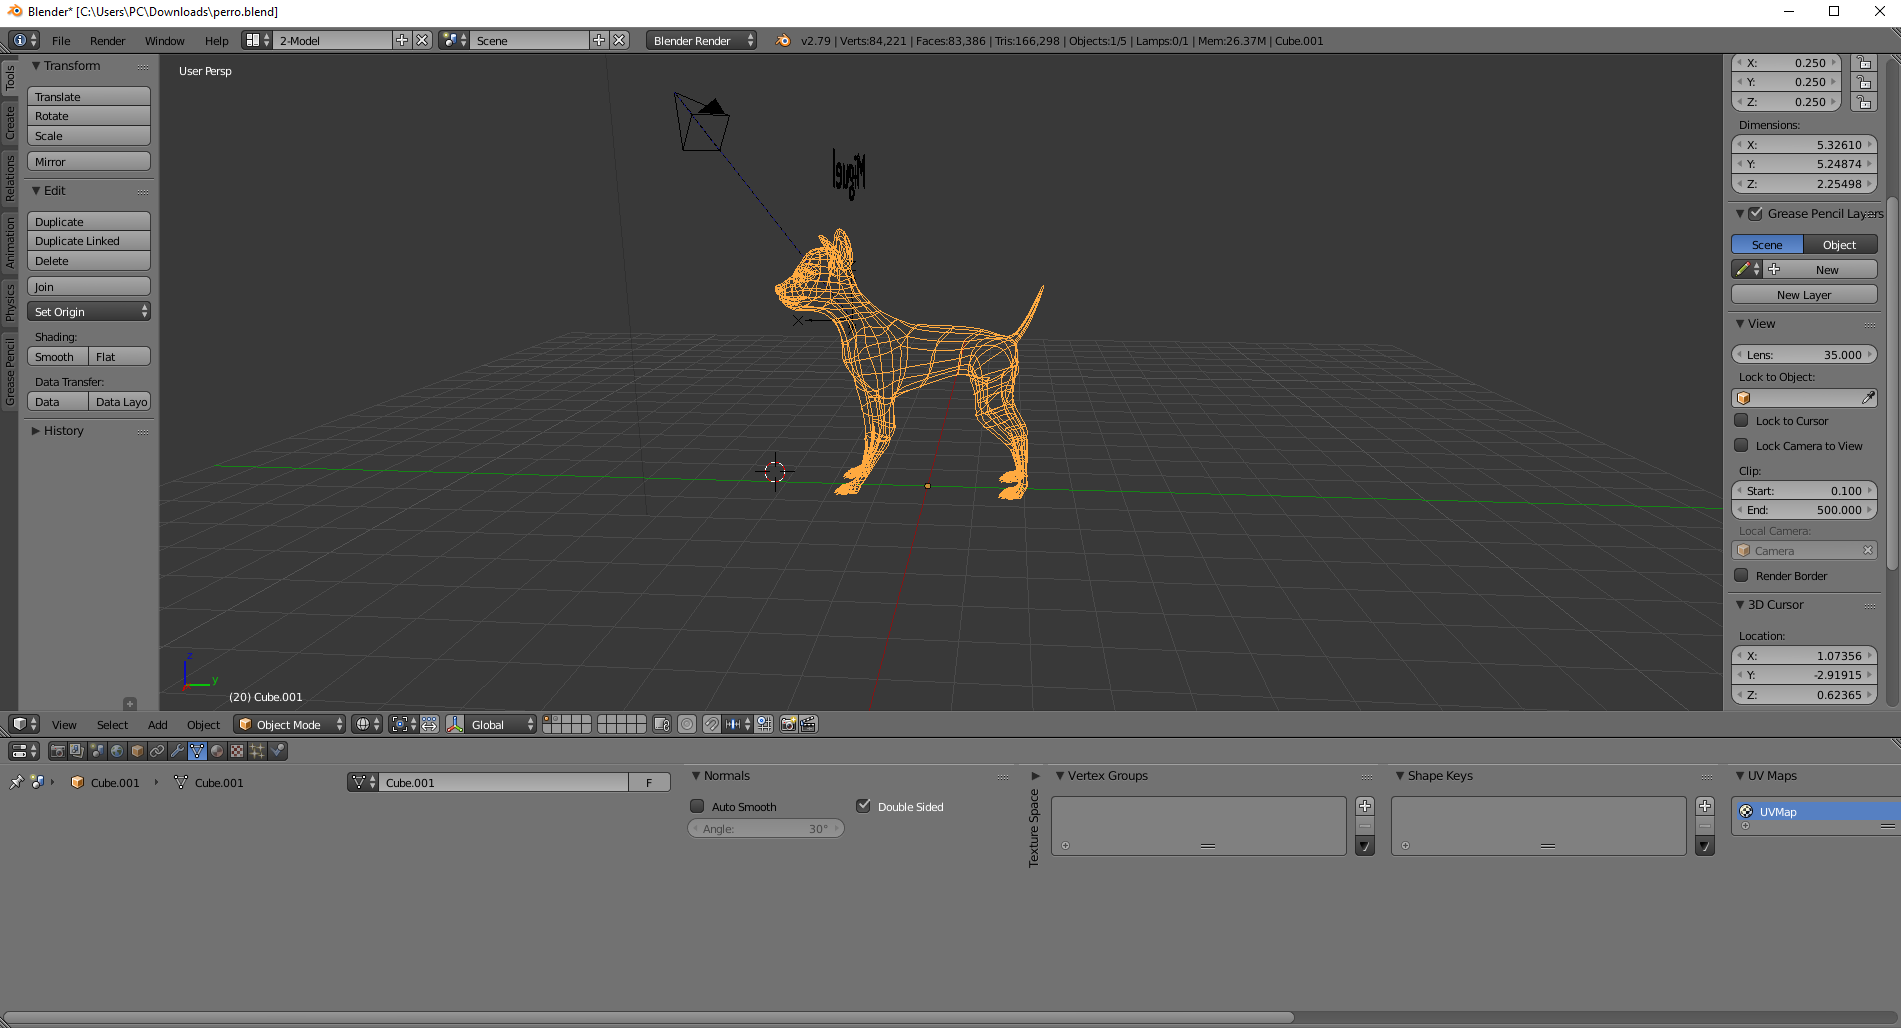 Blender* [C:\Users\PC\Downloads\perro.blend]
File Render Window Help 2-Model Scene Blender Render v2.79 | Verts:84,221 | Faces:83,386 | Tris:166,298 | Objects:1/5 | Lamps:0/1 | Mem:26.37M | Cube.001
Tools
Create
Relations
Animation
Physics
Grease Pencil
Transform
Translate
Rotate
Scale
Mirror
Edit
Duplicate
Duplicate Linked
Delete
Join
Set Origin
Shading:
Smooth Flat
Data Transfer:
Data Data Layo
History
User Persp
Miguel
z
y
(20) Cube.001
X: 0.250
Y: 0.250
Z: 0.250
Dimensions:
X: 5.32610
Y: 5.24874
Z: 2.25498
Grease Pencil Layers
Scene Object
New
New Layer
View
Lens: 35.000
Lock to Object:
Lock to Cursor
Lock Camera to View
Clip:
Start: 0.100
End: 500.000
Local Camera:
Camera
Render Border
3D Cursor
Location:
X: 1.07356
Y: -2.91915
Z: 0.62365
View Select Add Object Object Mode Global
Cube.001 Cube.001 Cube.001 F
Normals
Auto Smooth Double Sided
Angle: 30°
Texture Space
Vertex Groups
Shape Keys
UV Maps
UVMap